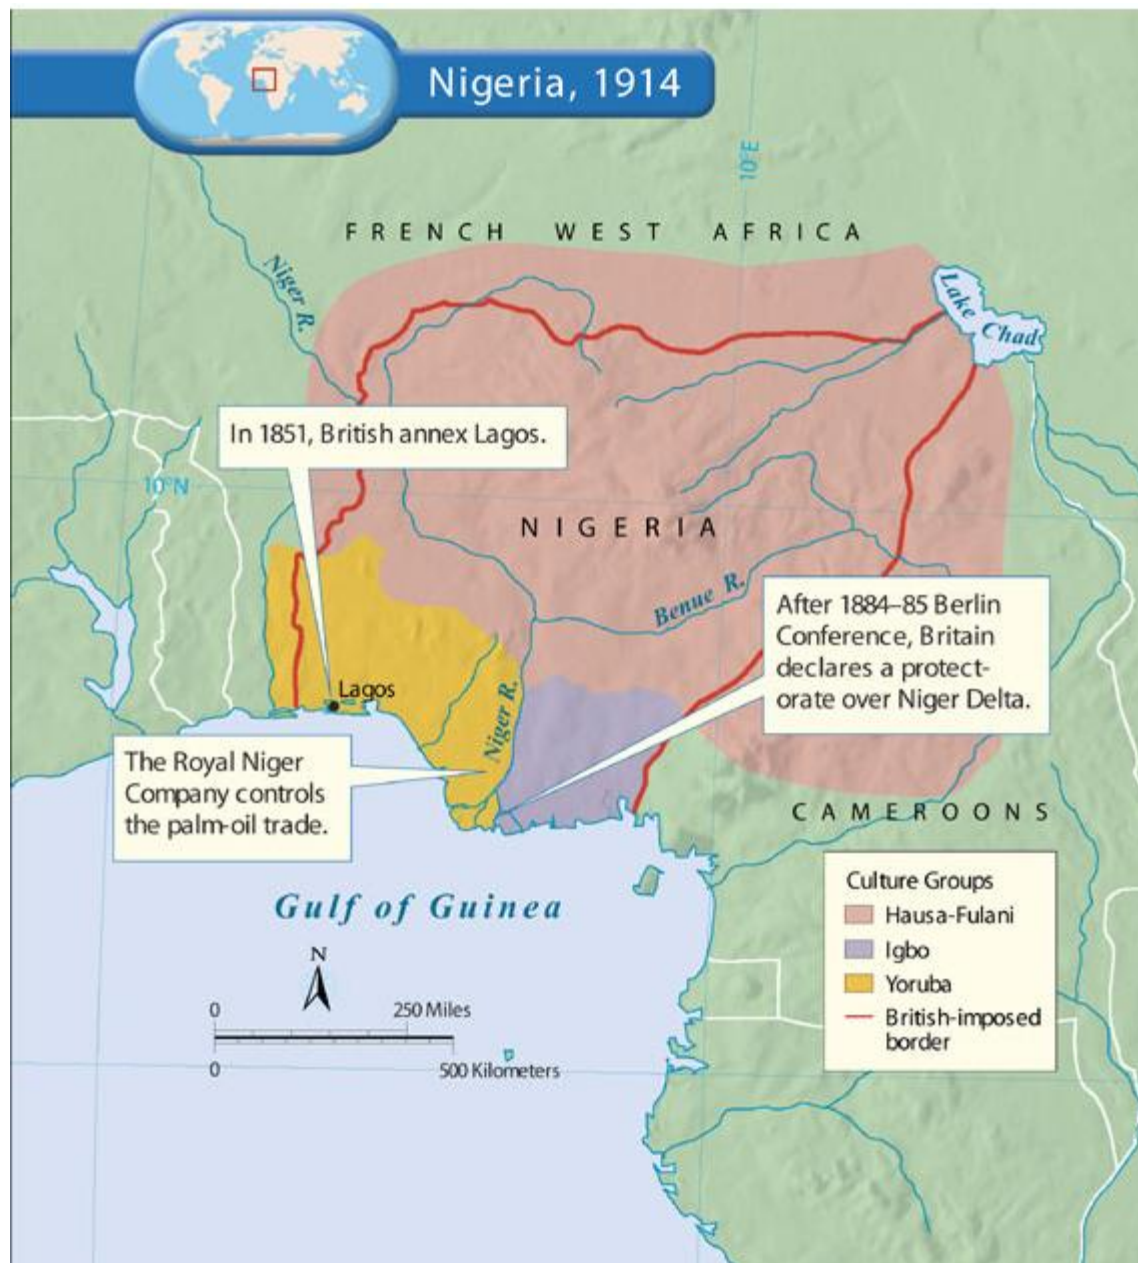 Nigeria, 1914
10°E
FRENCH WEST AFRICA
Niger R.
Lake Chad
In 1851, British annex Lagos.
10°N
NIGERIA
Benue R.
After 1884–85 Berlin
Conference, Britain
declares a protect-
orate over Niger Delta.
Lagos
Niger R.
The Royal Niger
Company controls
the palm-oil trade.
CAMEROONS
Gulf of Guinea
Culture Groups
Hausa-Fulani
Igbo
Yoruba
British-imposed
border
N
0 250 Miles
0 500 Kilometers